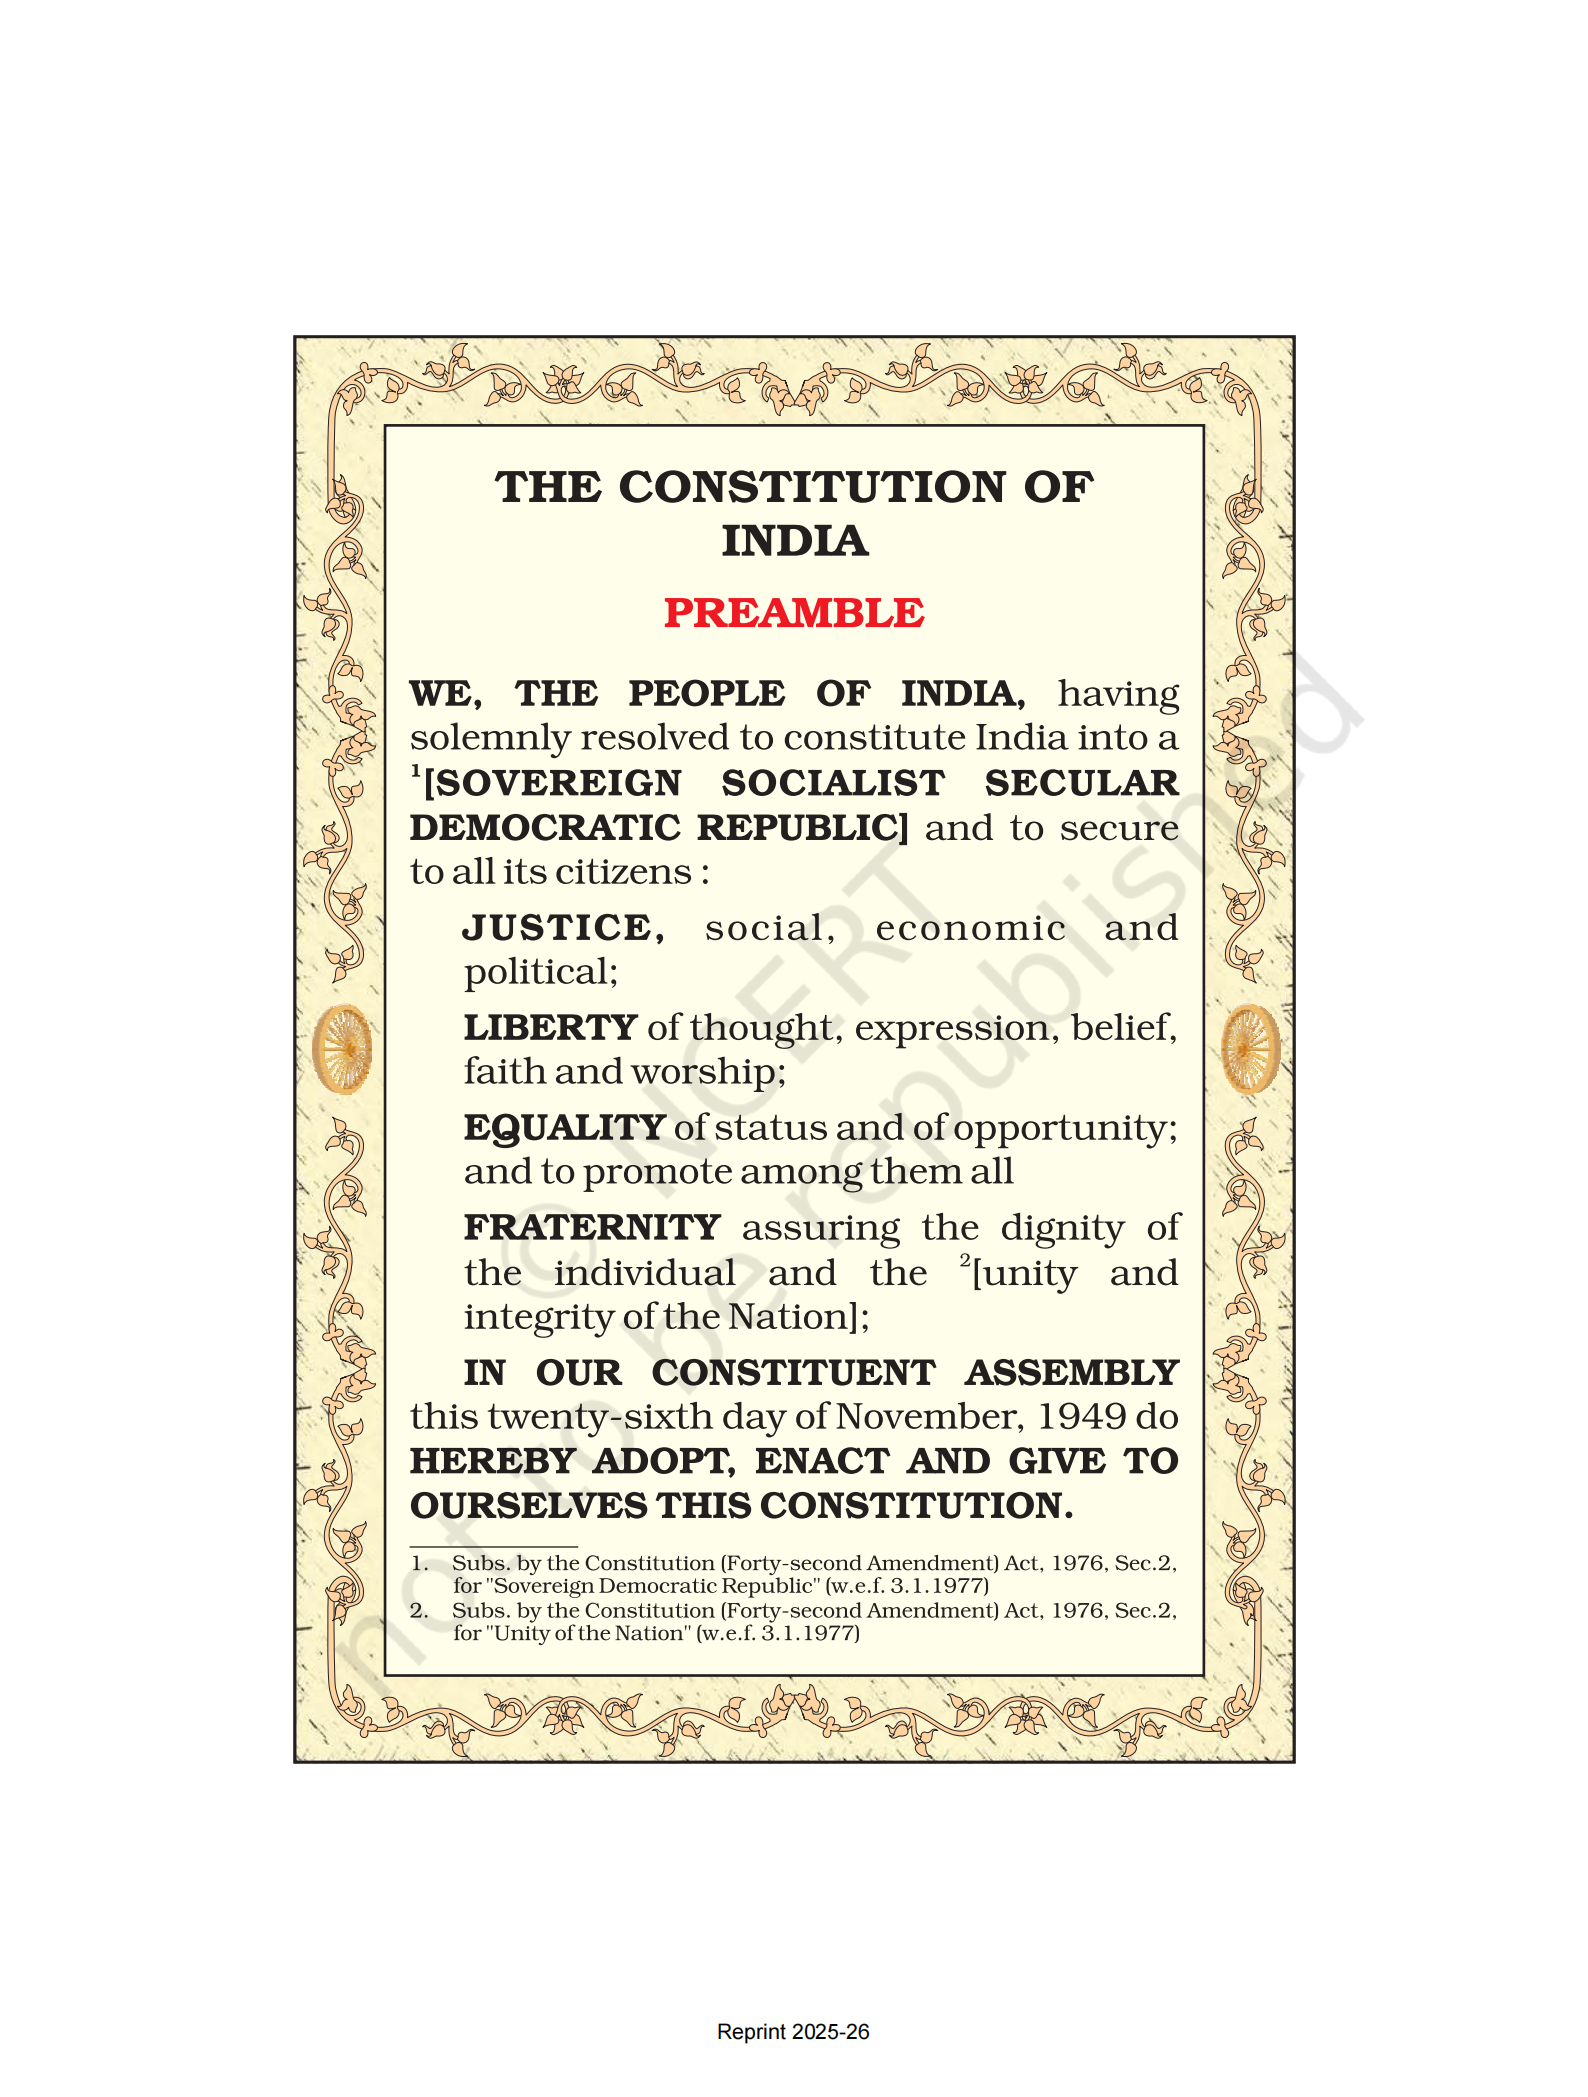 THE CONSTITUTION OF
INDIA
PREAMBLE
WE, THE PEOPLE OF INDIA, having
solemnly resolved to constitute India into a
¹[SOVEREIGN SOCIALIST SECULAR
DEMOCRATIC REPUBLIC] and to secure
to all its citizens :
JUSTICE, social, economic and
political;
LIBERTY of thought, expression, belief,
faith and worship;
EQUALITY of status and of opportunity;
and to promote among them all
FRATERNITY assuring the dignity of
the individual and the ²[unity and
integrity of the Nation];
IN OUR CONSTITUENT ASSEMBLY
this twenty-sixth day of November, 1949 do
HEREBY ADOPT, ENACT AND GIVE TO
OURSELVES THIS CONSTITUTION.
1. Subs. by the Constitution (Forty-second Amendment) Act, 1976, Sec.2,
for "Sovereign Democratic Republic" (w.e.f. 3.1.1977)
2. Subs. by the Constitution (Forty-second Amendment) Act, 1976, Sec.2,
for "Unity of the Nation" (w.e.f. 3.1.1977)
© NCERT
not to be republished
Reprint 2025-26